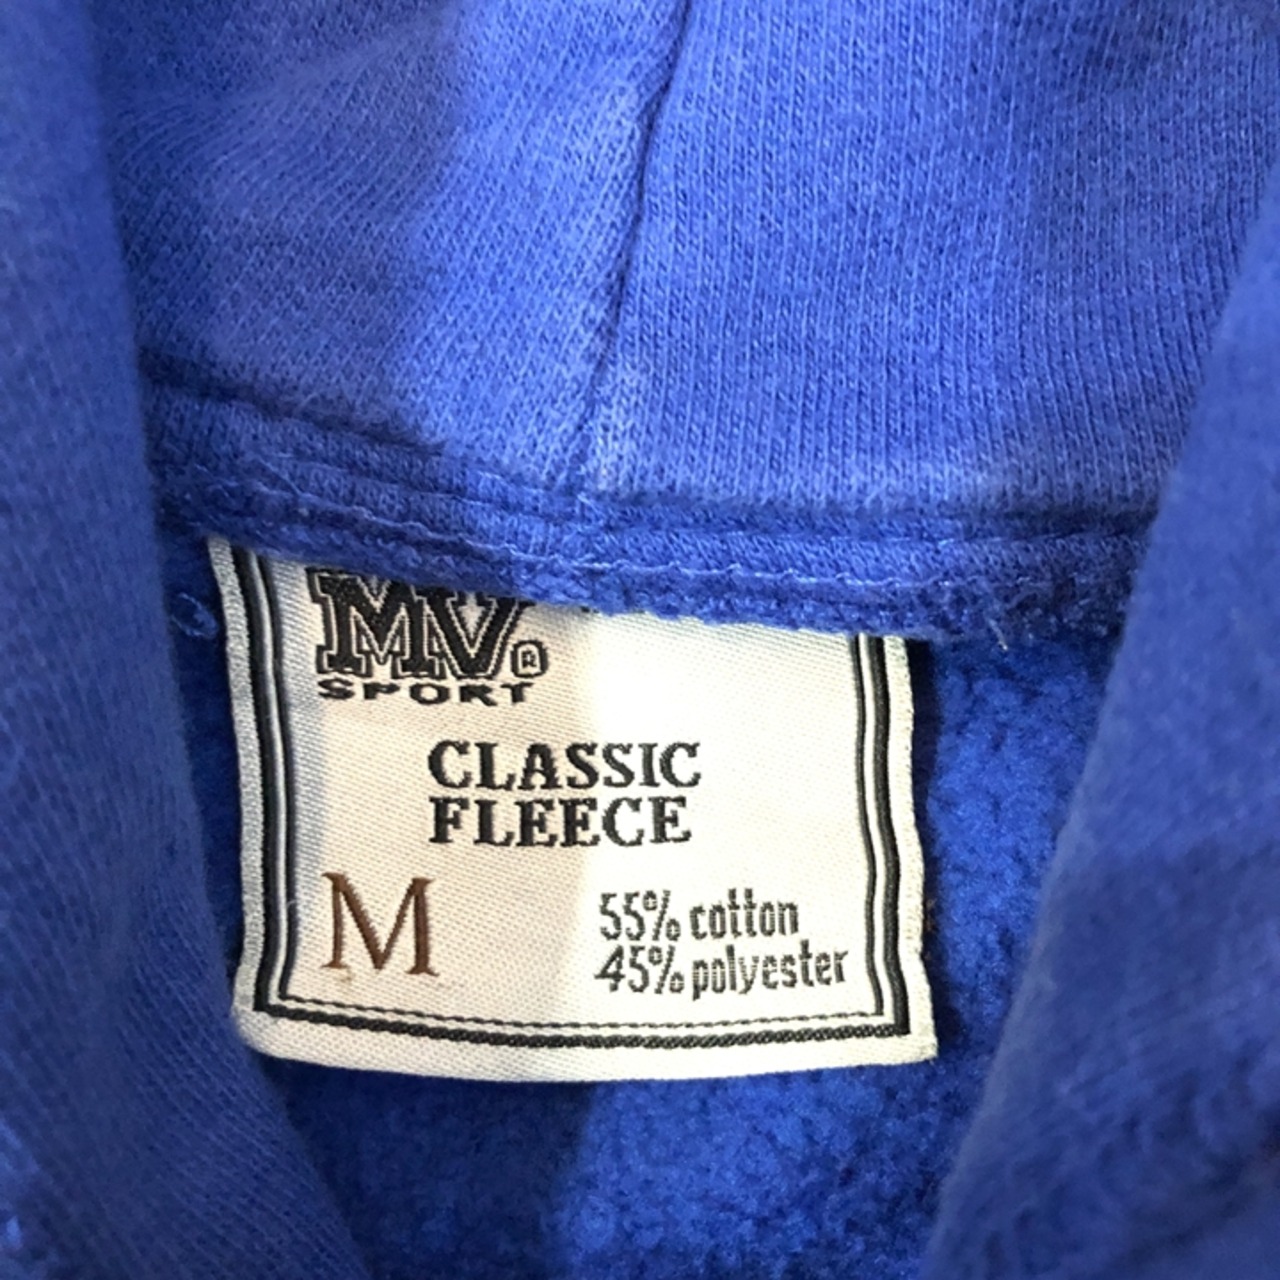 MV®
SPORT
CLASSIC
FLEECE
M
55% cotton
45% polyester